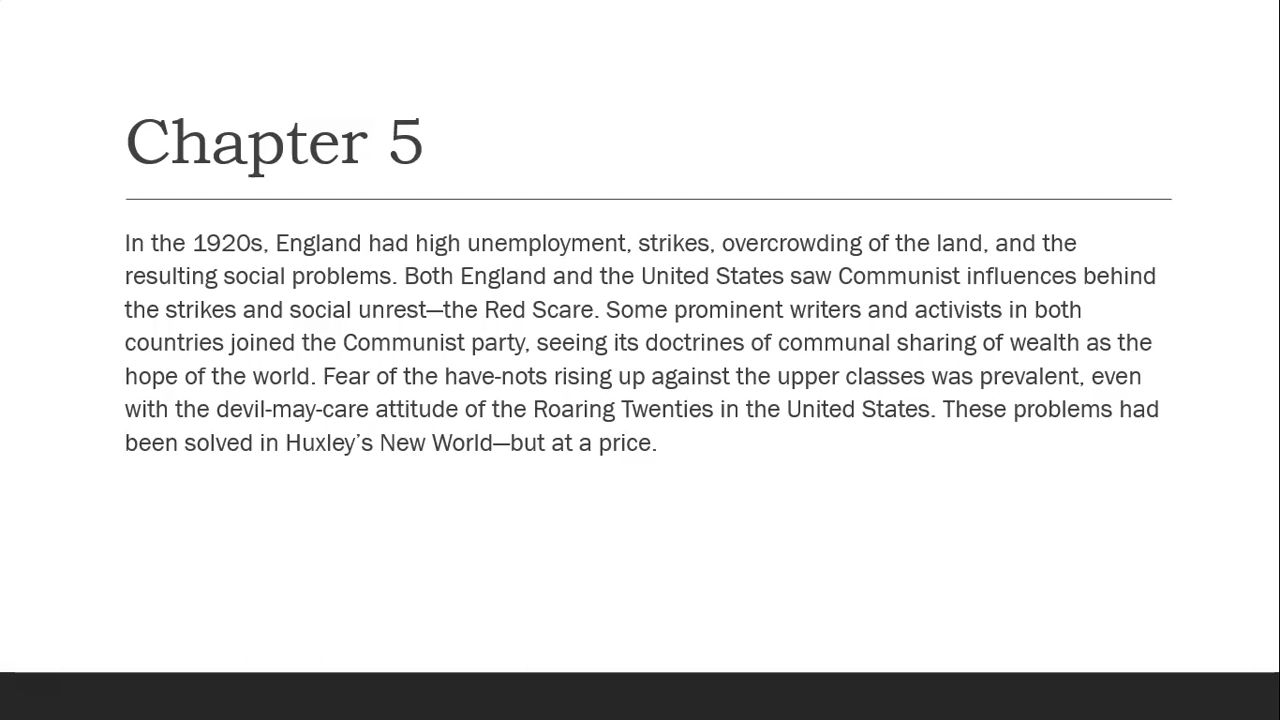 Chapter 5
In the 1920s, England had high unemployment, strikes, overcrowding of the land, and the
resulting social problems. Both England and the United States saw Communist influences behind
the strikes and social unrest—the Red Scare. Some prominent writers and activists in both
countries joined the Communist party, seeing its doctrines of communal sharing of wealth as the
hope of the world. Fear of the have-nots rising up against the upper classes was prevalent, even
with the devil-may-care attitude of the Roaring Twenties in the United States. These problems had
been solved in Huxley’s New World—but at a price.